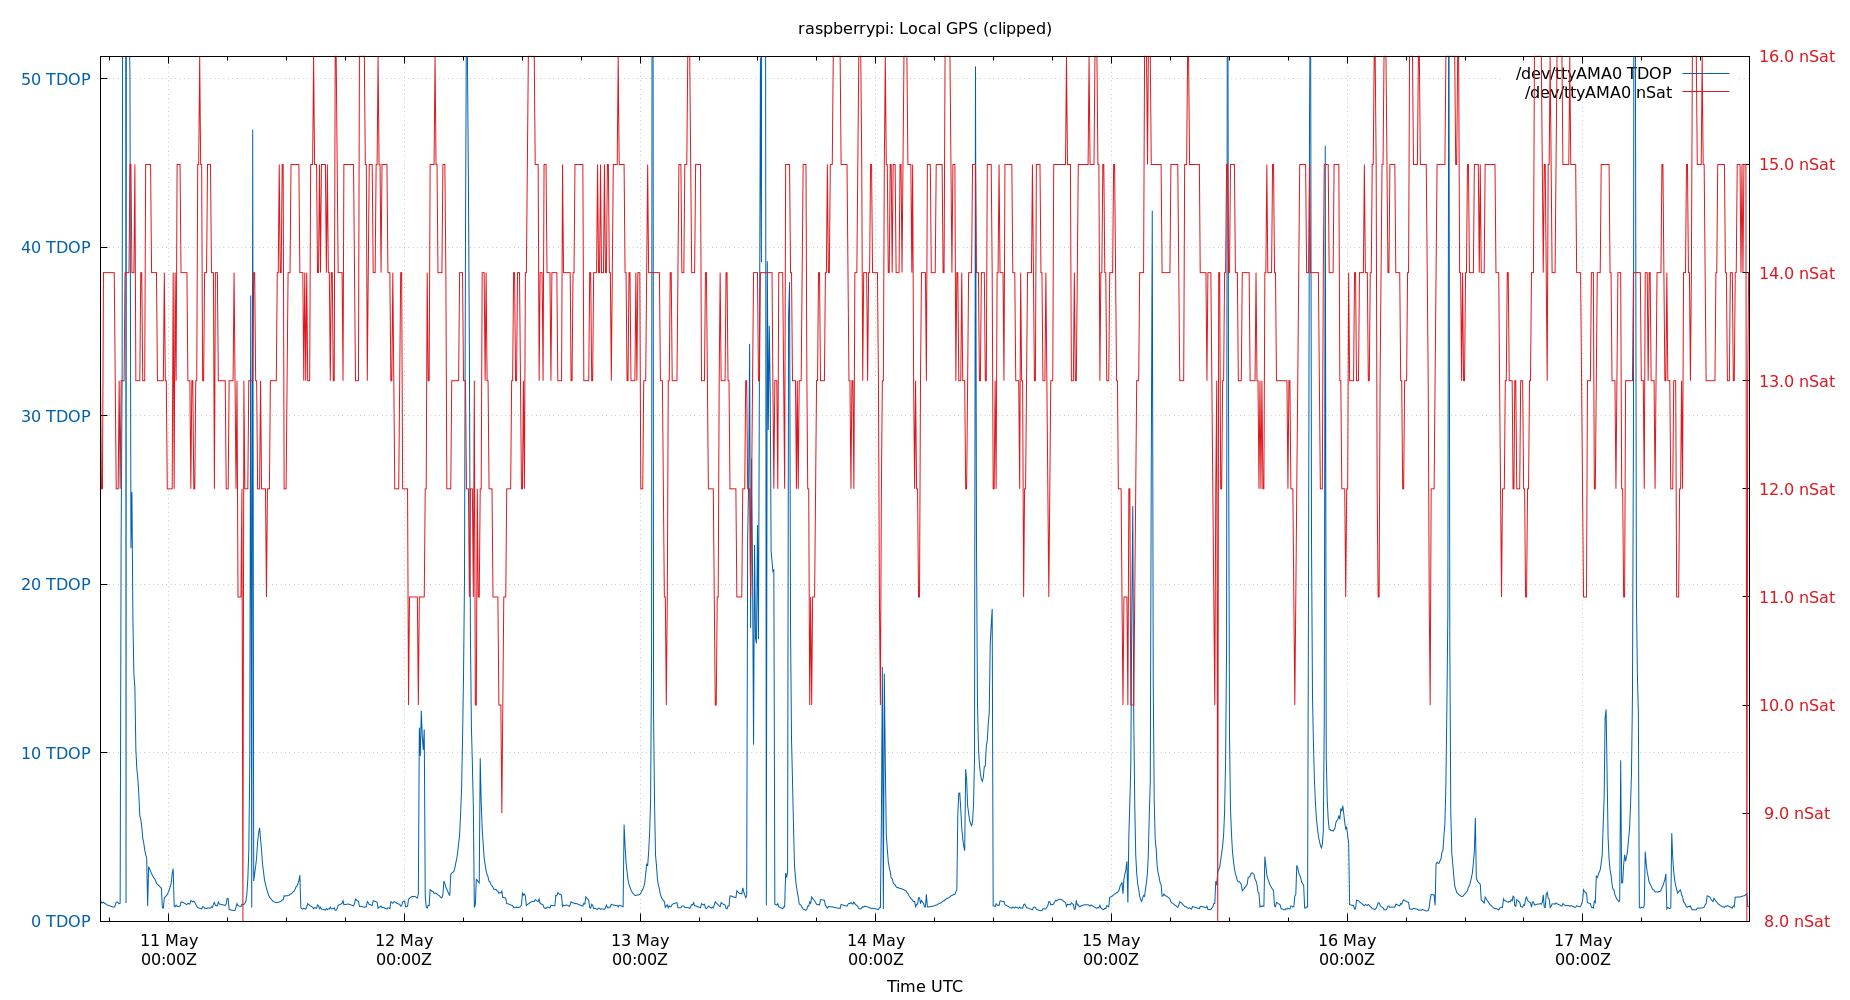 raspberrypi: Local GPS (clipped)
/dev/ttyAMA0 TDOP
/dev/ttyAMA0 nSat
50 TDOP
40 TDOP
30 TDOP
20 TDOP
10 TDOP
0 TDOP
16.0 nSat
15.0 nSat
14.0 nSat
13.0 nSat
12.0 nSat
11.0 nSat
10.0 nSat
9.0 nSat
8.0 nSat
11 May
00:00Z
12 May
00:00Z
13 May
00:00Z
14 May
00:00Z
15 May
00:00Z
16 May
00:00Z
17 May
00:00Z
Time UTC